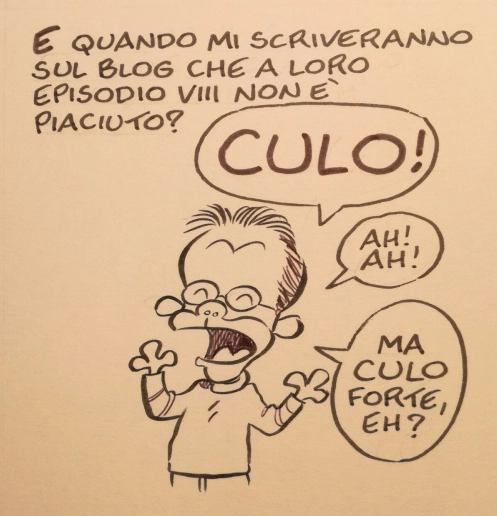 E QUANDO MI SCRIVERANNO
SUL BLOG CHE A LORO
EPISODIO VIII NON È
PIACIUTO?
CULO!
AH!
AH!
MA
CULO
FORTE,
EH?